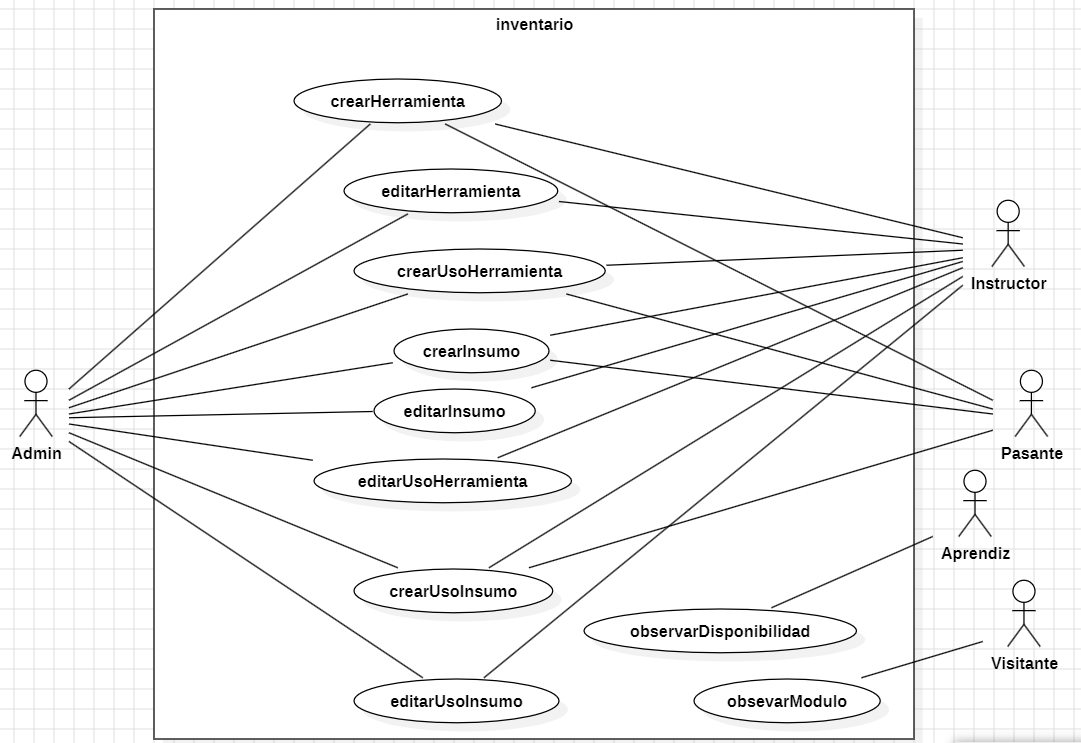 inventario
crearHerramienta
editarHerramienta
crearUsoHerramienta
Instructor
crearInsumo
editarInsumo
Admin
Pasante
editarUsoHerramienta
Aprendiz
crearUsoInsumo
observarDisponibilidad
Visitante
editarUsoInsumo
obsevarModulo